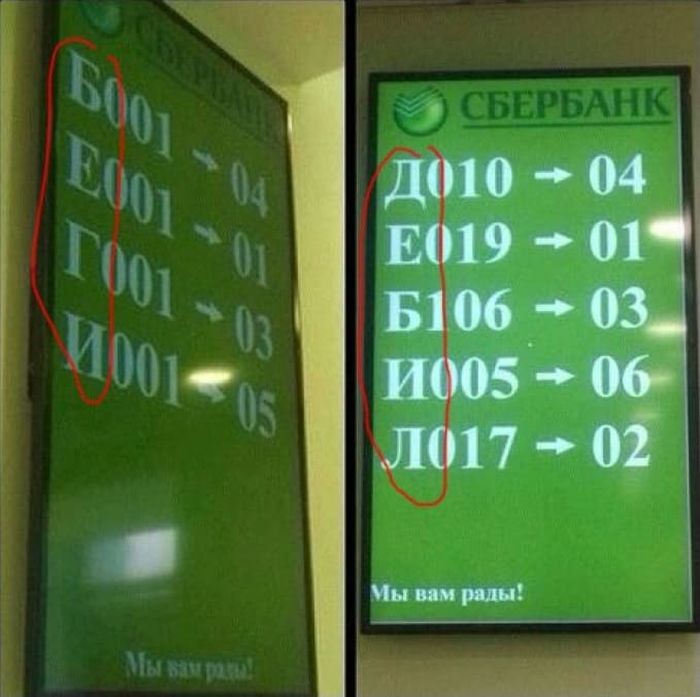 СБЕРБАНК
Б001 → 04
Е001 → 01
Г001 → 03
И001 → 05
Мы вам рады!
СБЕРБАНК
Д010 → 04
Е019 → 01
Б106 → 03
И005 → 06
Л017 → 02
Мы вам рады!